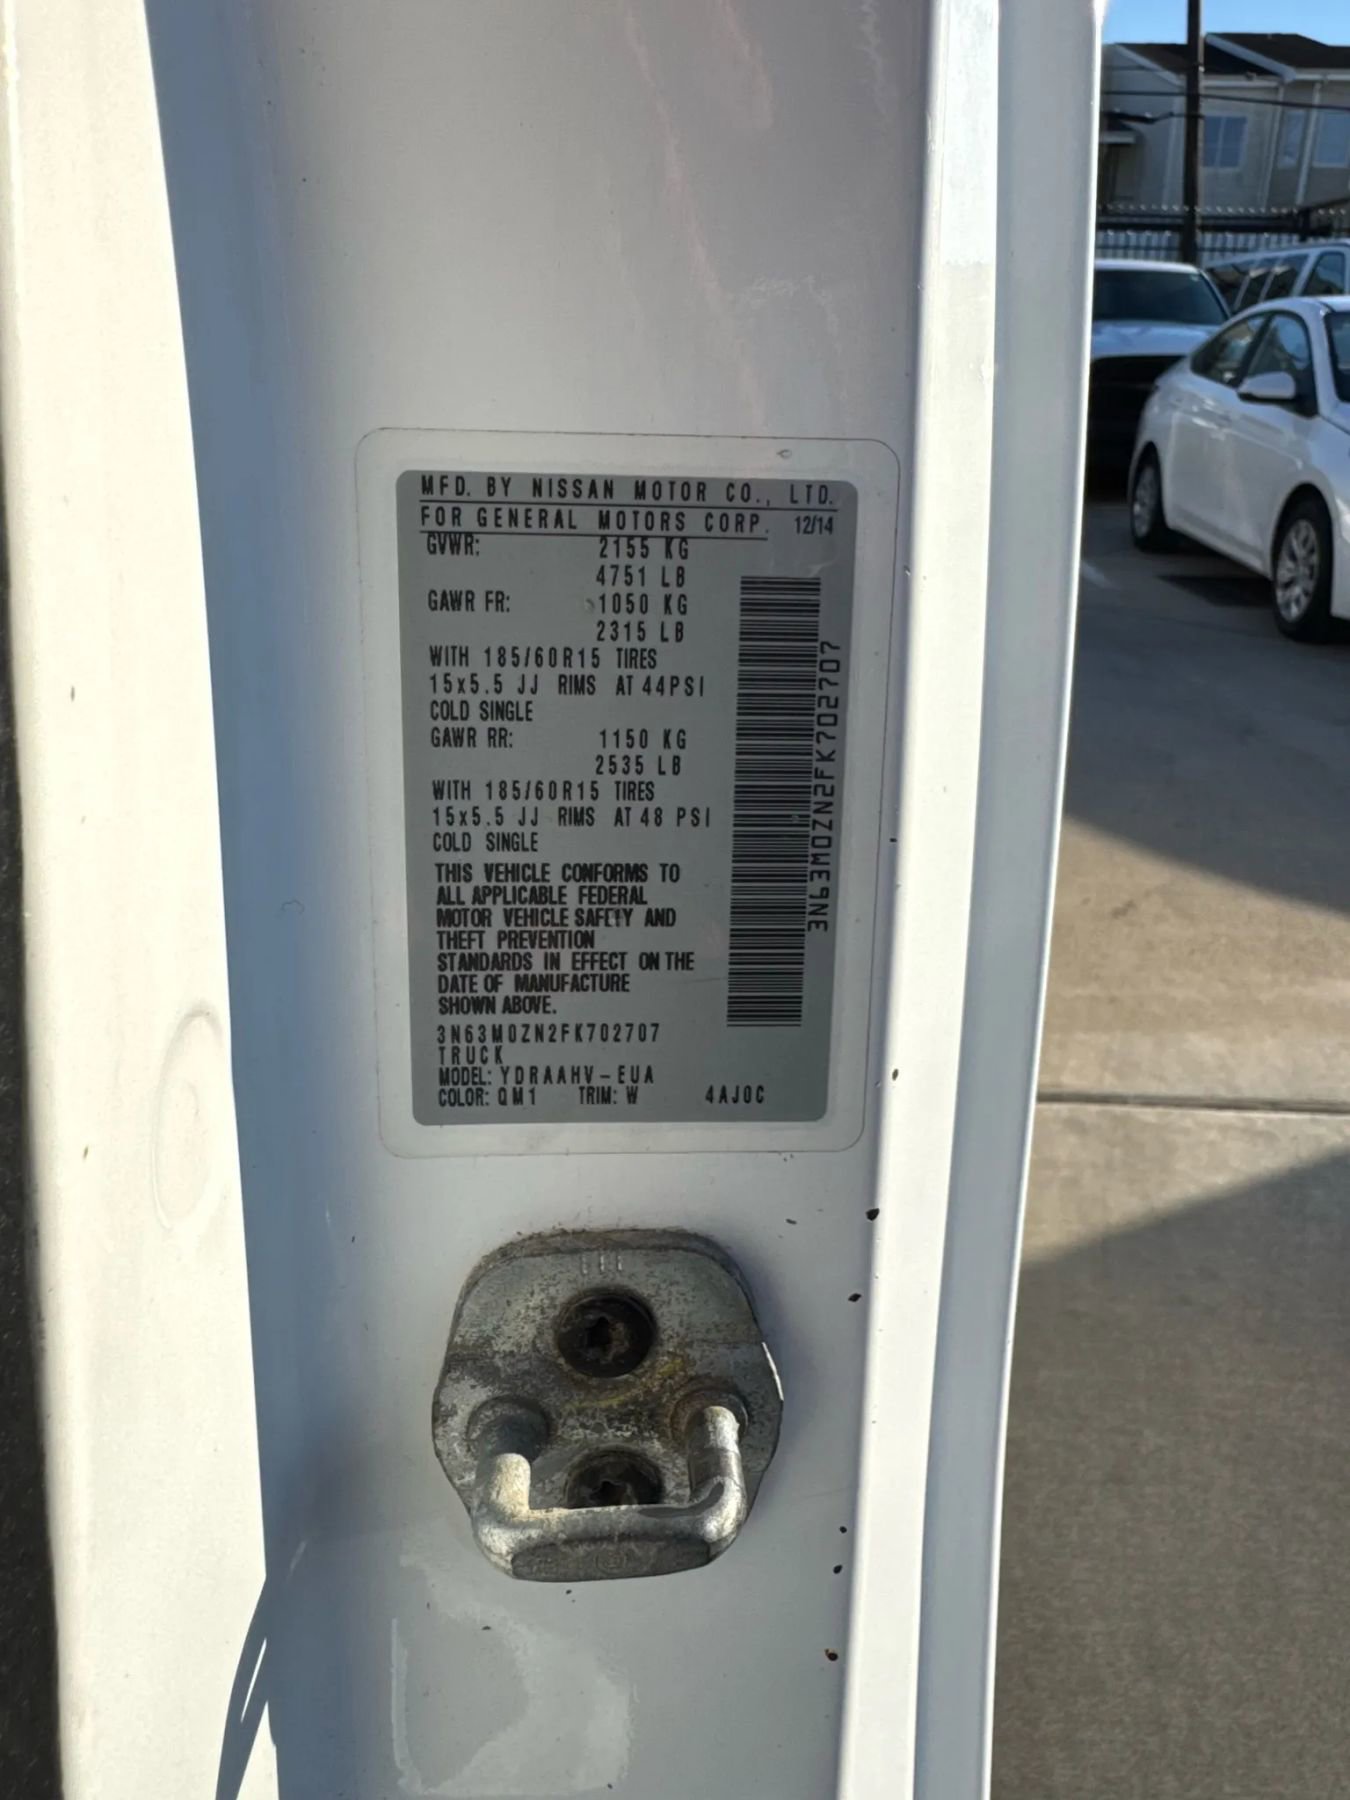 MFD. BY NISSAN MOTOR CO., LTD.
FOR GENERAL MOTORS CORP. 12/14
GVWR: 2155 KG
4751 LB
GAWR FR: 1050 KG
2315 LB
WITH 185/60R15 TIRES
15x5.5 JJ RIMS AT 44PSI
COLD SINGLE
GAWR RR: 1150 KG
2535 LB
WITH 185/60R15 TIRES
15x5.5 JJ RIMS AT 48 PSI
COLD SINGLE
THIS VEHICLE CONFORMS TO
ALL APPLICABLE FEDERAL
MOTOR VEHICLE SAFETY AND
THEFT PREVENTION
STANDARDS IN EFFECT ON THE
DATE OF MANUFACTURE
SHOWN ABOVE.
3N63M0ZN2FK702707
TRUCK
MODEL: YDRAAHV-EUA
COLOR: QM1 TRIM: W 4AJ0C
3N63M0ZN2FK702707